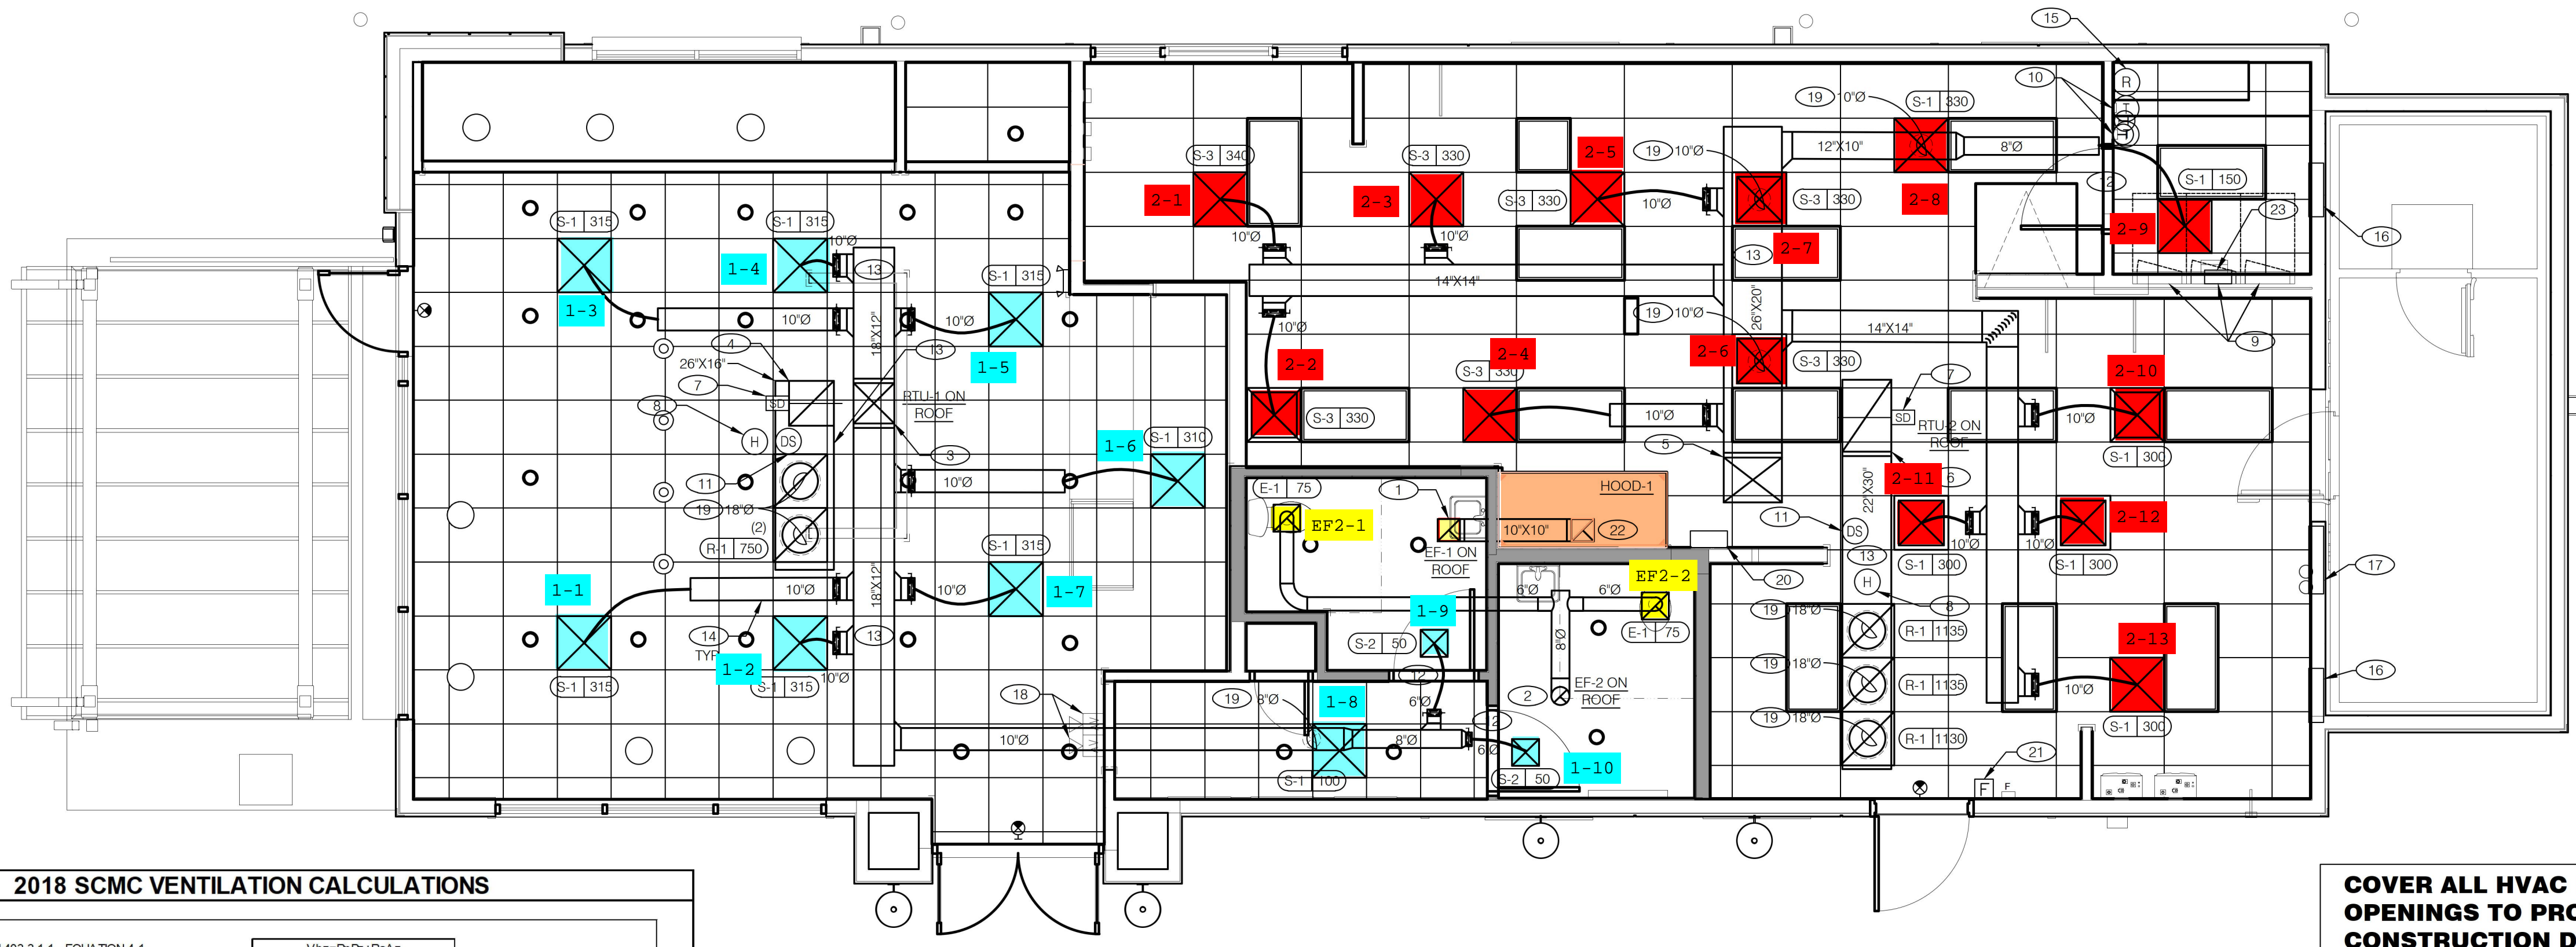 15
10
R
T
T
19 10"Ø
S-1 330
S-3 340
S-3 330
2-5
19 10"Ø
12"X10"
8"Ø
12
S-1 150
2-1
2-3
S-3 330
10"Ø
S-3 330
2-8
23
S-1 315
S-1 315
10"Ø
10"Ø
10"Ø
2-7
2-9
16
1-4
13
S-1 315
13
14"X14"
1-3
10"Ø
10"Ø
10"Ø
19 10"Ø
26"X20"
14"X14"
9
18"X12"
4
13
26"X16"
1-5
2-2
2-4
2-6
S-3 330
S-3 330
2-10
7
SD
RTU-1 ON
ROOF
7
SD
8
H
DS
1-6
S-1 310
S-3 330
10"Ø
10"Ø
RTU-2 ON
ROOF
3
5
6
S-1 300
11
10"Ø
E-1 75
1
HOOD-1
2-11
22"X30"
19 18"Ø
(2)
EF2-1
10"X10"
22
11
DS
2-12
R-1 750
S-1 315
EF-1 ON
ROOF
13
10"Ø
10"Ø
S-1 300
S-1 300
17
1-1
10"Ø
18"X12"
10"Ø
1-7
6"Ø
6"Ø
EF2-2
20
H
8
14
TYP
13
1-9
S-2 50
8"Ø
E-1 75
19 18"Ø
R-1 1135
2-13
1-2
S-1 315
S-1 315
10"Ø
12
19 18"Ø
R-1 1135
10"Ø
16
18
19 8"Ø
1-8
6"Ø
2
EF-2 ON
ROOF
19 18"Ø
R-1 1130
S-1 300
10"Ø
8"Ø
12
6"Ø
S-1 100
S-2 50
1-10
21
F
F
2018 SCMC VENTILATION CALCULATIONS
COVER ALL HVAC
OPENINGS TO PRO
CONSTRUCTION D